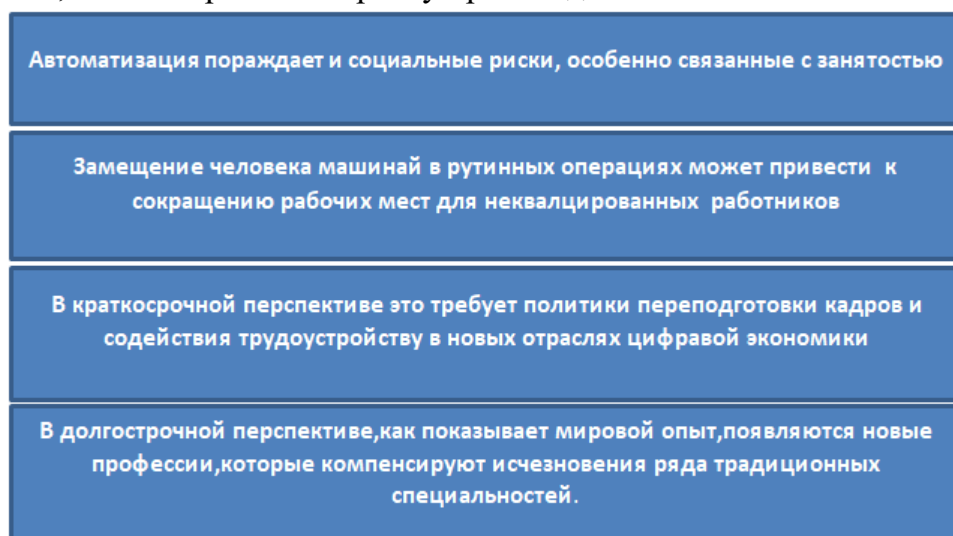 Автоматизация пораждает и социальные риски, особенно связанные с занятостью
Замещение человека машинай в рутинных операциях может привести к
сокращению рабочих мест для неквалцированных работников
В краткосрочной перспективе это требует политики переподготовки кадров и
содействия трудоустройству в новых отраслях цифравой экономики
В долгострочной перспективе,как показывает мировой опыт,появляются новые
профессии,которые компенсируют исчезновения ряда традиционных
специальностей.